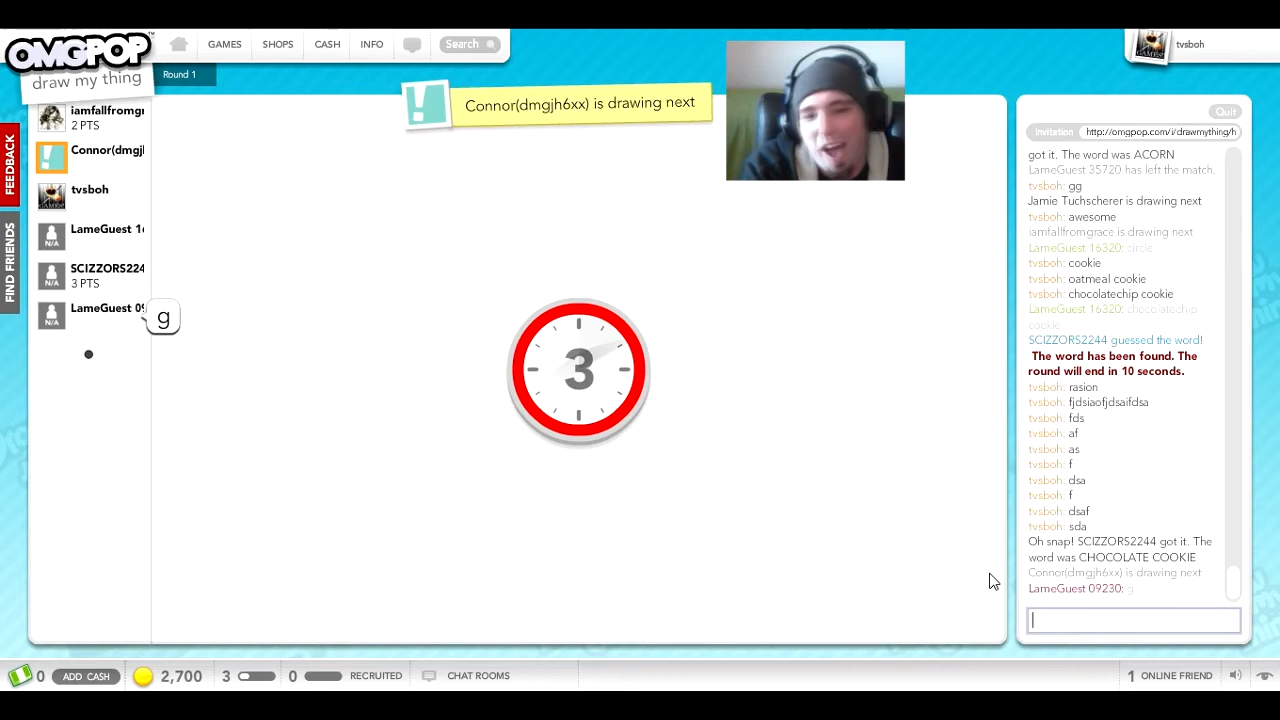 OMGPOP™
draw my thing
GAMES
SHOPS
CASH
INFO
Search
tvsboh
Round 1
Connor(dmgjh6xx) is drawing next
FEEDBACK
FIND FRIENDS
iamfallfromgr
2 PTS
Connor(dmgj
tvsboh
LameGuest 16
SCIZZORS224
3 PTS
LameGuest 09
N/A
N/A
N/A
g
3
Quit
Invitation http://omgpop.com/i/drawmything/h
got it. The word was ACORN
LameGuest 35720 has left the match.
tvsboh: gg
Jamie Tuchscherer is drawing next
tvsboh: awesome
iamfallfromgrace is drawing next
LameGuest 16320: circle
tvsboh: cookie
tvsboh: oatmeal cookie
tvsboh: chocolatechip cookie
LameGuest 16320: chocolatechip
cookie
SCIZZORS2244 guessed the word!
The word has been found. The
round will end in 10 seconds.
tvsboh: rasion
tvsboh: fjdsiaofjdsaifdsa
tvsboh: fds
tvsboh: af
tvsboh: as
tvsboh: f
tvsboh: dsa
tvsboh: f
tvsboh: dsaf
tvsboh: sda
Oh snap! SCIZZORS2244 got it. The
word was CHOCOLATE COOKIE
Connor(dmgjh6xx) is drawing next
LameGuest 09230: g
0 ADD CASH
2,700
3
0
RECRUITED
CHAT ROOMS
1 ONLINE FRIEND